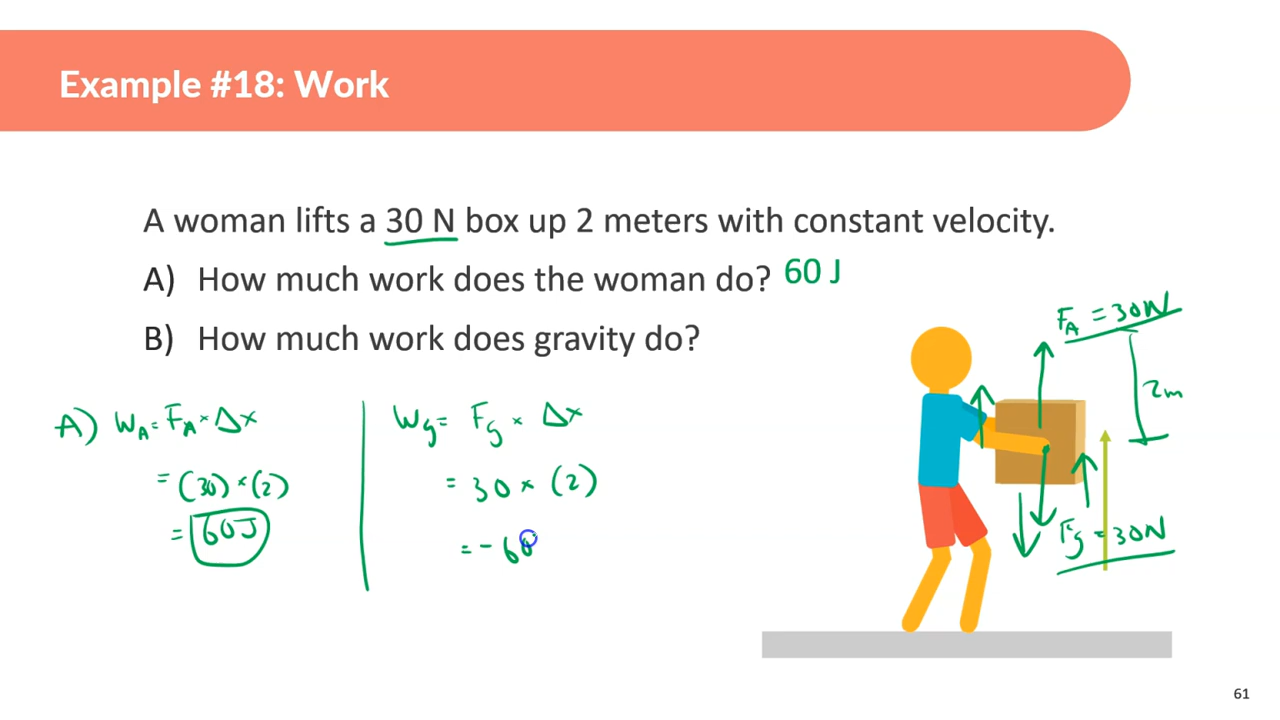 Example #18: Work
A woman lifts a 30 N box up 2 meters with constant velocity.
A) How much work does the woman do? 60 J
B) How much work does gravity do?
F_A = 30N
2m
F_g = 30N
A) W_A = F_A × Δx
= (30) × (2)
= 60J
W_g = F_g × Δx
= 30 × (2)
= - 60
61